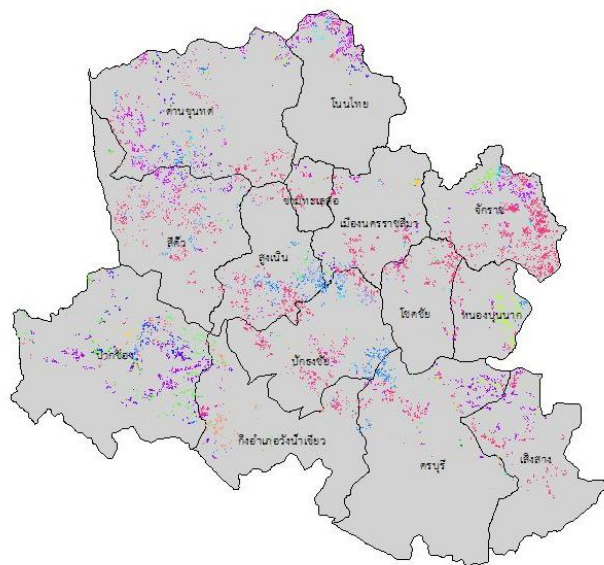 ด่านขุนทด
โนนไทย
ขามทะเลสอ
เมืองนครราชสีมา
จักราช
สีคิ้ว
สูงเนิน
โชคชัย
หนองบุนนาก
ปากช่อง
ปักธงชัย
กิ่งอำเภอวังน้ำเขียว
ครบุรี
เสิงสาง